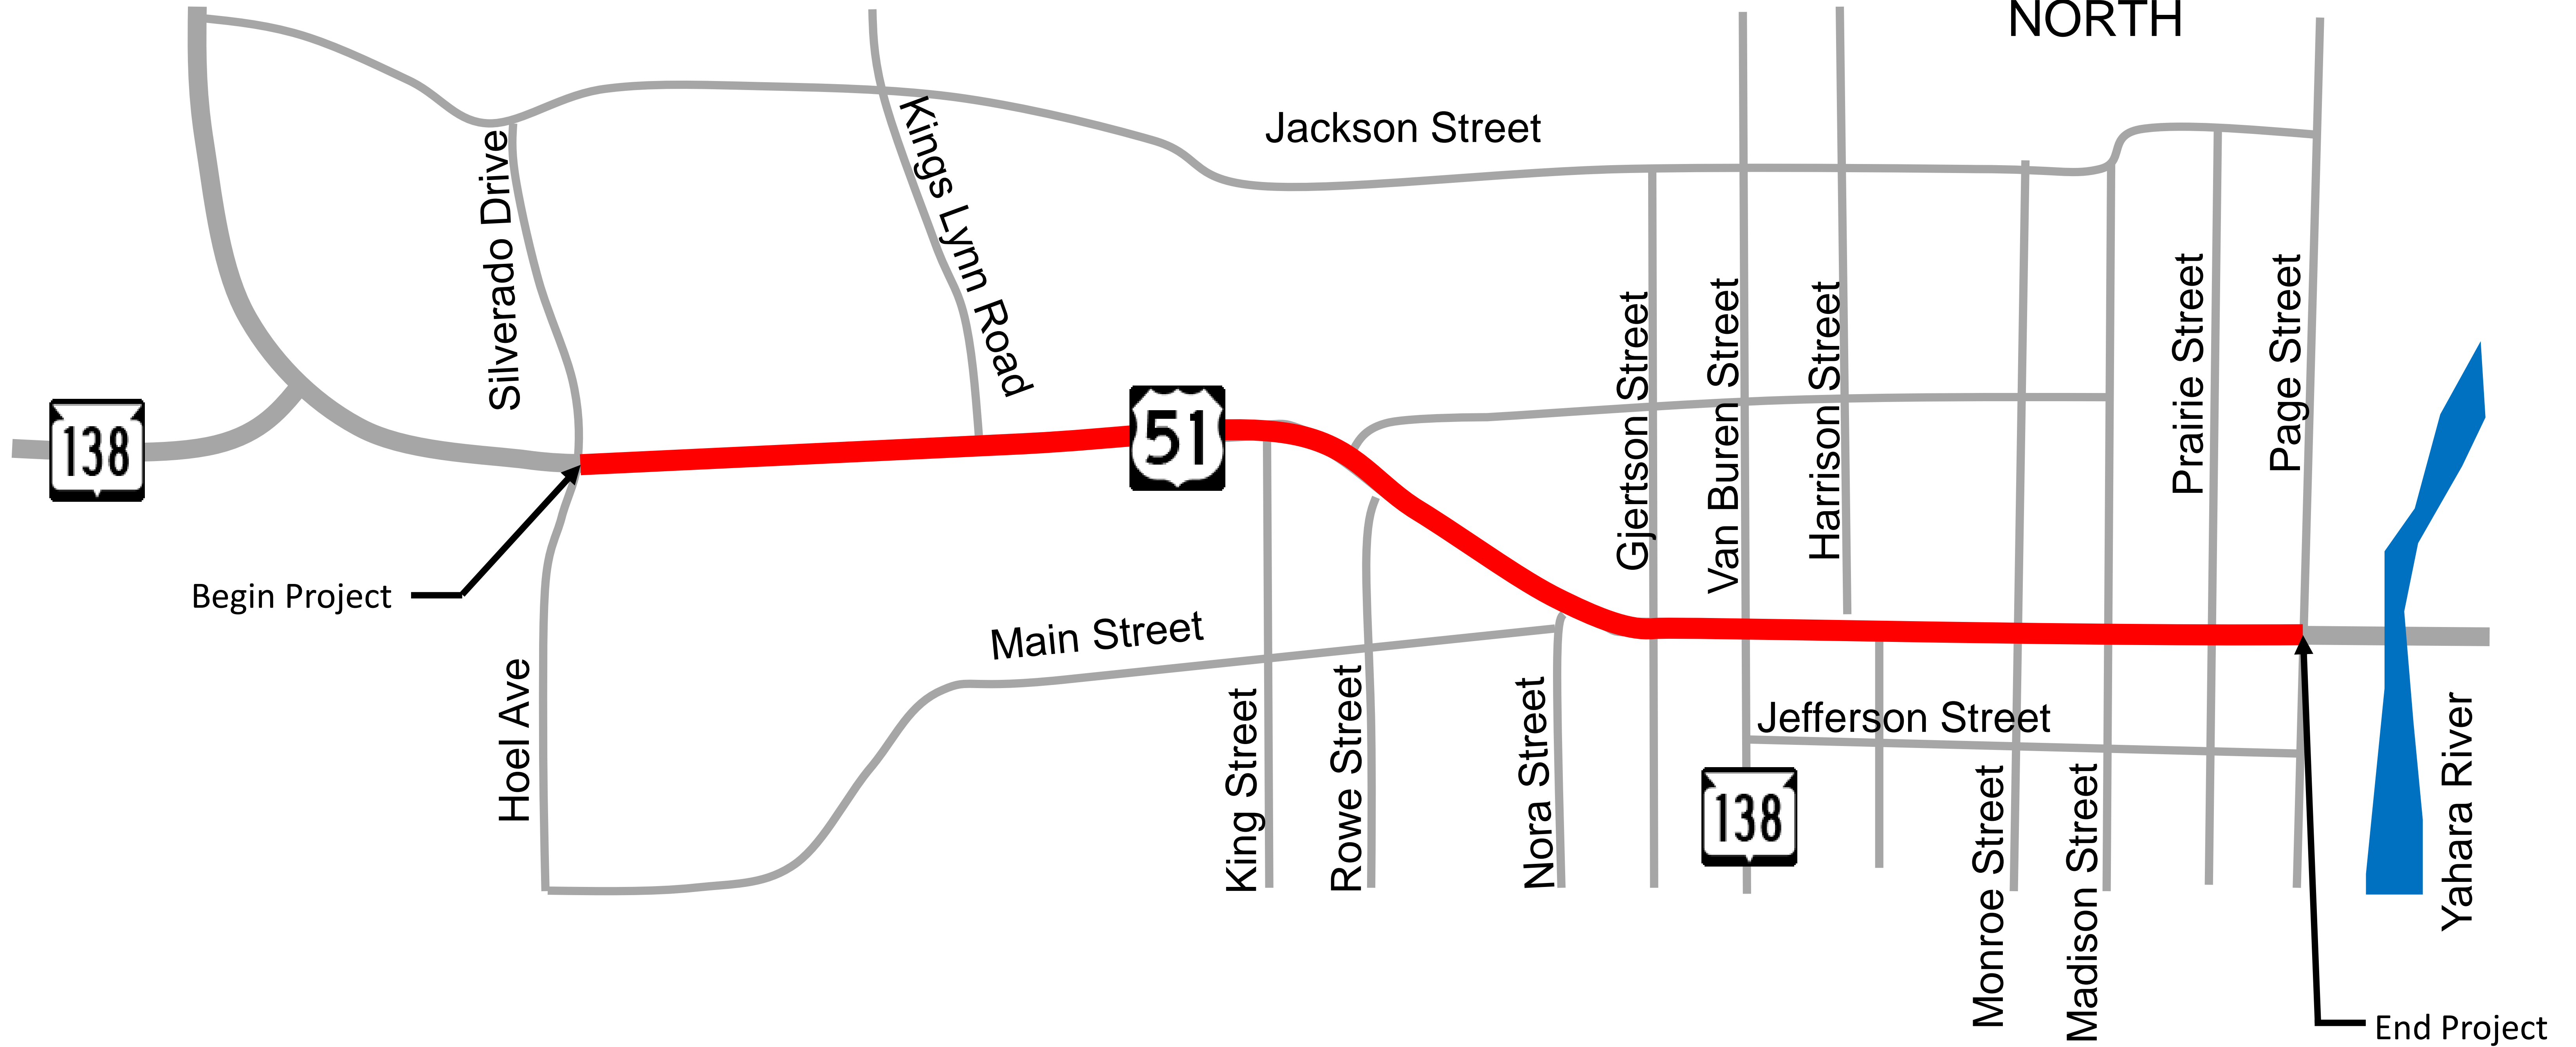 NORTH
Jackson Street
Silverado Drive
Kings Lynn Road
138
51
Gjertson Street
Van Buren Street
Harrison Street
Prairie Street
Page Street
Begin Project
Main Street
Hoel Ave
King Street
Rowe Street
Nora Street
Jefferson Street
138
Monroe Street
Madison Street
Yahara River
End Project